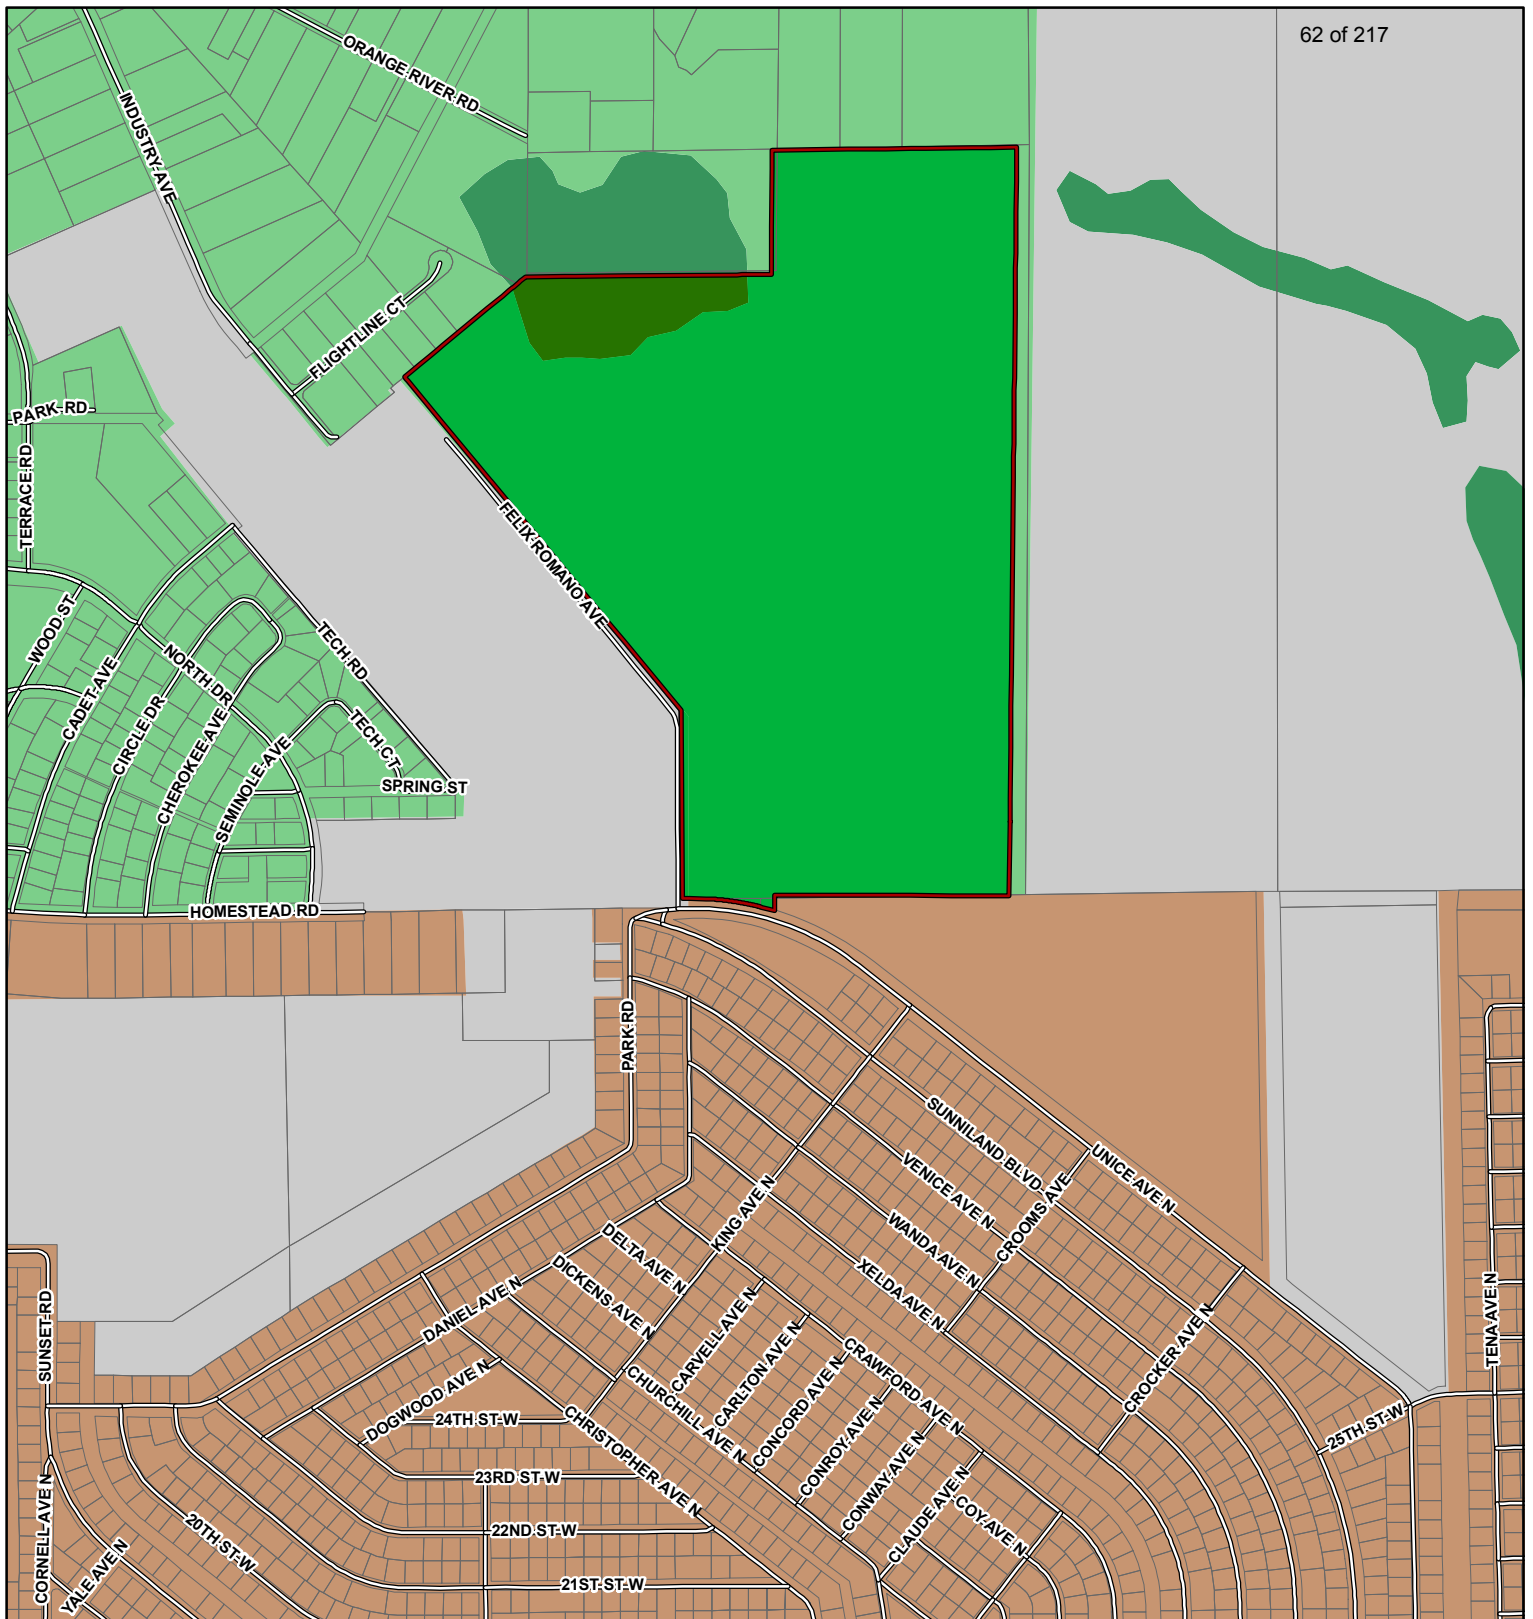 62 of 217
ORANGE RIVER RD
INDUSTRY AVE
FLIGHTLINE CT
PARK RD
TERRACE RD
FELIX ROMANO AVE
WOOD ST
TECH RD
NORTH DR
CADET AVE
CIRCLE DR
CHEROKEE AVE
TECH CT
SEMINOLE AVE
SPRING ST
HOMESTEAD RD
PARK RD
SUNNILAND BLVD
UNICE AVE N
VENICE AVE N
CROOMS AVE
KING AVE N
WANDA AVE N
DELTA AVE N
DICKENS AVE N
XELDA AVE N
SUNSET RD
DANIEL AVE N
CARVELL AVE N
TENA AVE N
CROCKER AVE N
CARLTON AVE N
CRAWFORD AVE N
CONCORD AVE N
DOGWOOD AVE N
CHURCHILL AVE N
24TH ST W
CHRISTOPHER AVE N
CONROY AVE N
25TH ST W
23RD ST W
CONWAY AVE N
CLAUDE AVE N
COY AVE N
22ND ST W
20TH ST W
CORNELL AVE N
YALE AVE N
21ST ST W